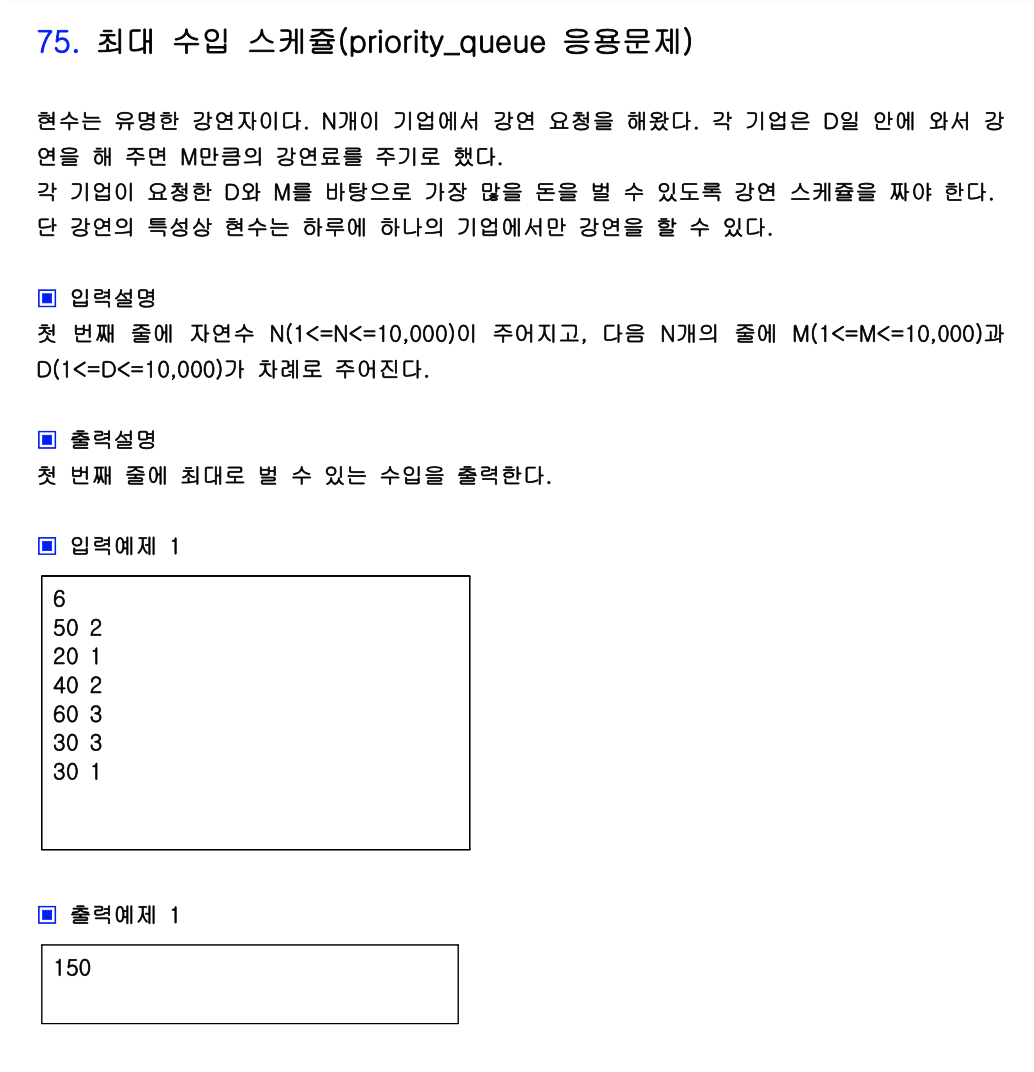 75. 최대 수입 스케쥴(priority_queue 응용문제)
현수는 유명한 강연자이다. N개이 기업에서 강연 요청을 해왔다. 각 기업은 D일 안에 와서 강
연을 해 주면 M만큼의 강연료를 주기로 했다.
각 기업이 요청한 D와 M를 바탕으로 가장 많을 돈을 벌 수 있도록 강연 스케쥴을 짜야 한다.
단 강연의 특성상 현수는 하루에 하나의 기업에서만 강연을 할 수 있다.
▣ 입력설명
첫 번째 줄에 자연수 N(1<=N<=10,000)이 주어지고, 다음 N개의 줄에 M(1<=M<=10,000)과
D(1<=D<=10,000)가 차례로 주어진다.
▣ 출력설명
첫 번째 줄에 최대로 벌 수 있는 수입을 출력한다.
▣ 입력예제 1
6
50 2
20 1
40 2
60 3
30 3
30 1
▣ 출력예제 1
150